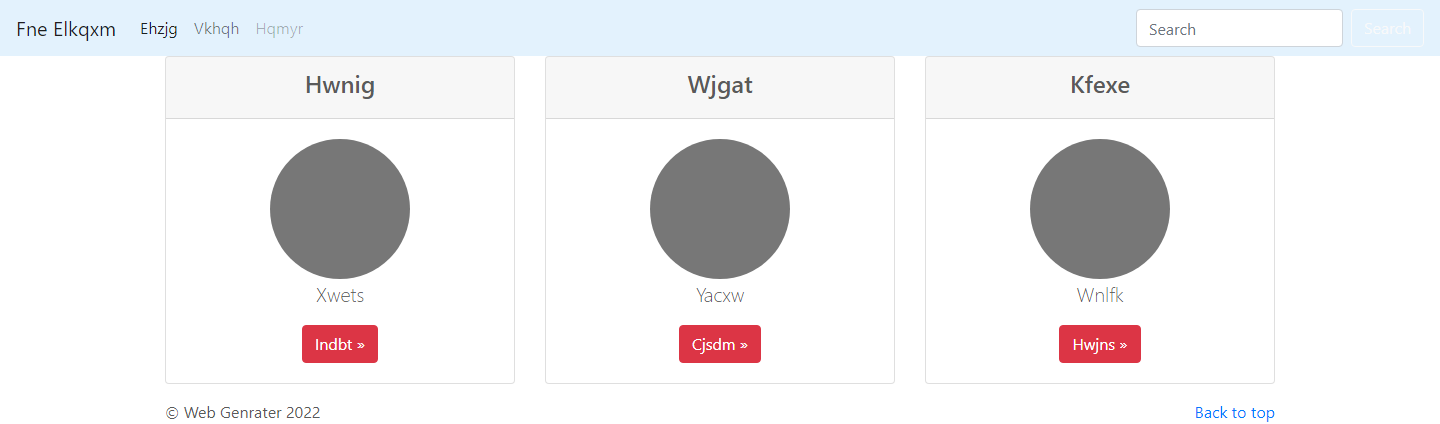 Fne Elkqxm Ehzjg Vkhqh Hqmyr Search Search
Hwnig Wjgat Kfexe
Xwets Yacxw Wnlfk
Indbt » Cjsdm » Hwjns »
© Web Genrater 2022 Back to top